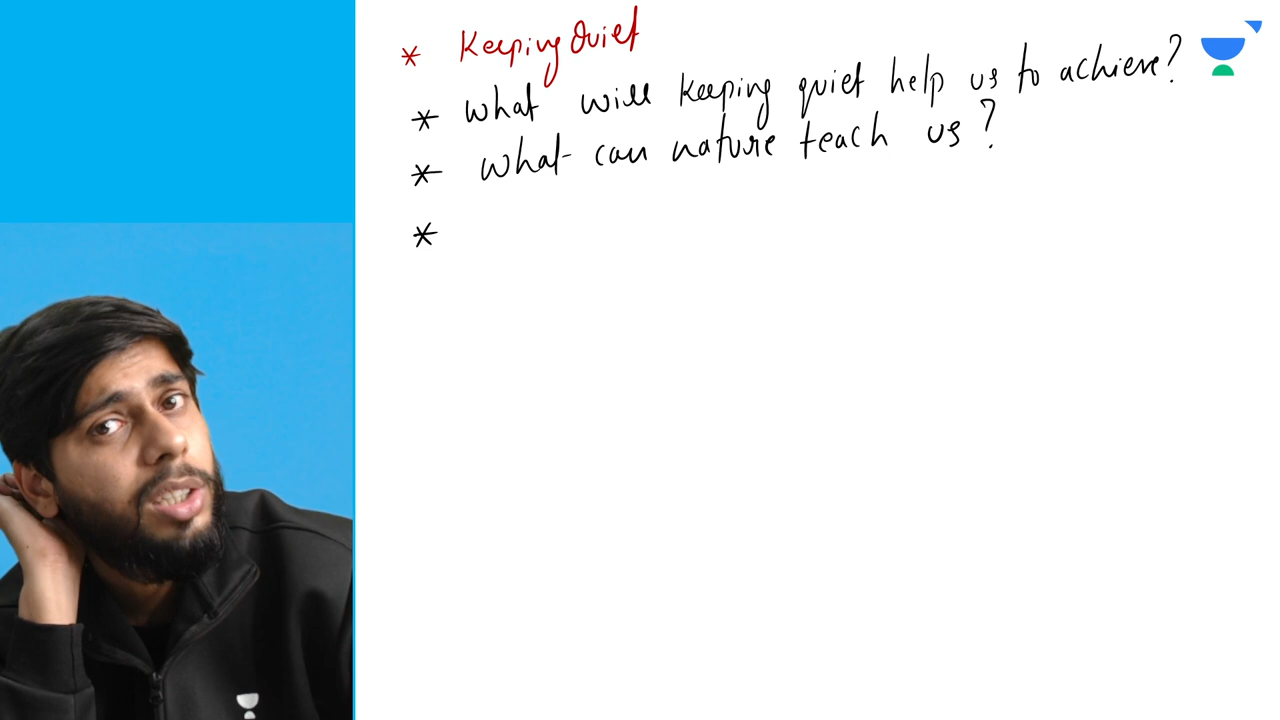 * Keeping Quiet
* What will keeping quiet help us to achieve?
* What can nature teach us?
*